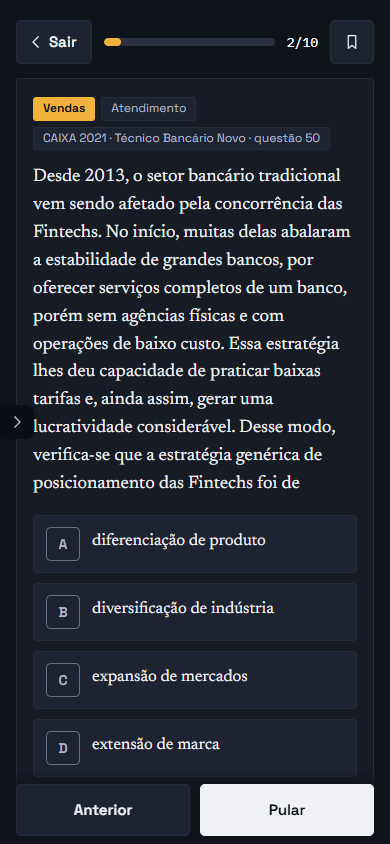 Sair
2/10
Vendas
Atendimento
CAIXA 2021 · Técnico Bancário Novo · questão 50
Desde 2013, o setor bancário tradicional
vem sendo afetado pela concorrência das
Fintechs. No início, muitas delas abalaram
a estabilidade de grandes bancos, por
oferecer serviços completos de um banco,
porém sem agências físicas e com
operações de baixo custo. Essa estratégia
lhes deu capacidade de praticar baixas
tarifas e, ainda assim, gerar uma
lucratividade considerável. Desse modo,
verifica-se que a estratégia genérica de
posicionamento das Fintechs foi de
A diferenciação de produto
B diversificação de indústria
C expansão de mercados
D extensão de marca
Anterior
Pular